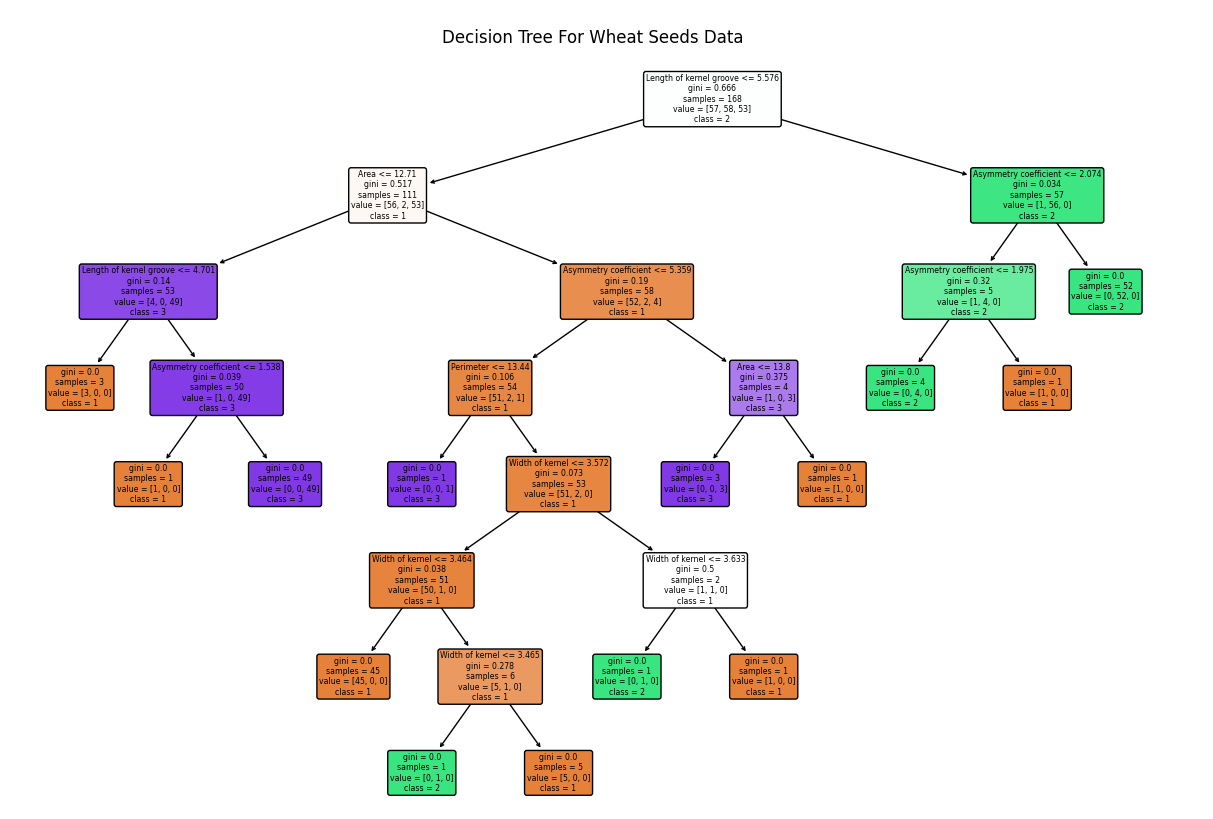 Decision Tree For Wheat Seeds Data
Length of kernel groove <= 5.576
gini = 0.666
samples = 168
value = [57, 58, 53]
class = 2
Area <= 12.71
gini = 0.517
samples = 111
value = [56, 2, 53]
class = 1
Asymmetry coefficient <= 2.074
gini = 0.034
samples = 57
value = [1, 56, 0]
class = 2
Length of kernel groove <= 4.701
gini = 0.14
samples = 53
value = [4, 0, 49]
class = 3
Asymmetry coefficient <= 5.359
gini = 0.19
samples = 58
value = [52, 2, 4]
class = 1
Asymmetry coefficient <= 1.975
gini = 0.32
samples = 5
value = [1, 4, 0]
class = 2
gini = 0.0
samples = 52
value = [0, 52, 0]
class = 2
gini = 0.0
samples = 3
value = [3, 0, 0]
class = 1
Asymmetry coefficient <= 1.538
gini = 0.039
samples = 50
value = [1, 0, 49]
class = 3
Perimeter <= 13.44
gini = 0.106
samples = 54
value = [51, 2, 1]
class = 1
Area <= 13.8
gini = 0.375
samples = 4
value = [1, 0, 3]
class = 3
gini = 0.0
samples = 4
value = [0, 4, 0]
class = 2
gini = 0.0
samples = 1
value = [1, 0, 0]
class = 1
gini = 0.0
samples = 1
value = [1, 0, 0]
class = 1
gini = 0.0
samples = 49
value = [0, 0, 49]
class = 3
gini = 0.0
samples = 1
value = [0, 0, 1]
class = 3
Width of kernel <= 3.572
gini = 0.073
samples = 53
value = [51, 2, 0]
class = 1
gini = 0.0
samples = 3
value = [0, 0, 3]
class = 3
gini = 0.0
samples = 1
value = [1, 0, 0]
class = 1
Width of kernel <= 3.464
gini = 0.038
samples = 51
value = [50, 1, 0]
class = 1
Width of kernel <= 3.633
gini = 0.5
samples = 2
value = [1, 1, 0]
class = 1
gini = 0.0
samples = 45
value = [45, 0, 0]
class = 1
Width of kernel <= 3.465
gini = 0.278
samples = 6
value = [5, 1, 0]
class = 1
gini = 0.0
samples = 1
value = [0, 1, 0]
class = 2
gini = 0.0
samples = 1
value = [1, 0, 0]
class = 1
gini = 0.0
samples = 1
value = [0, 1, 0]
class = 2
gini = 0.0
samples = 5
value = [5, 0, 0]
class = 1